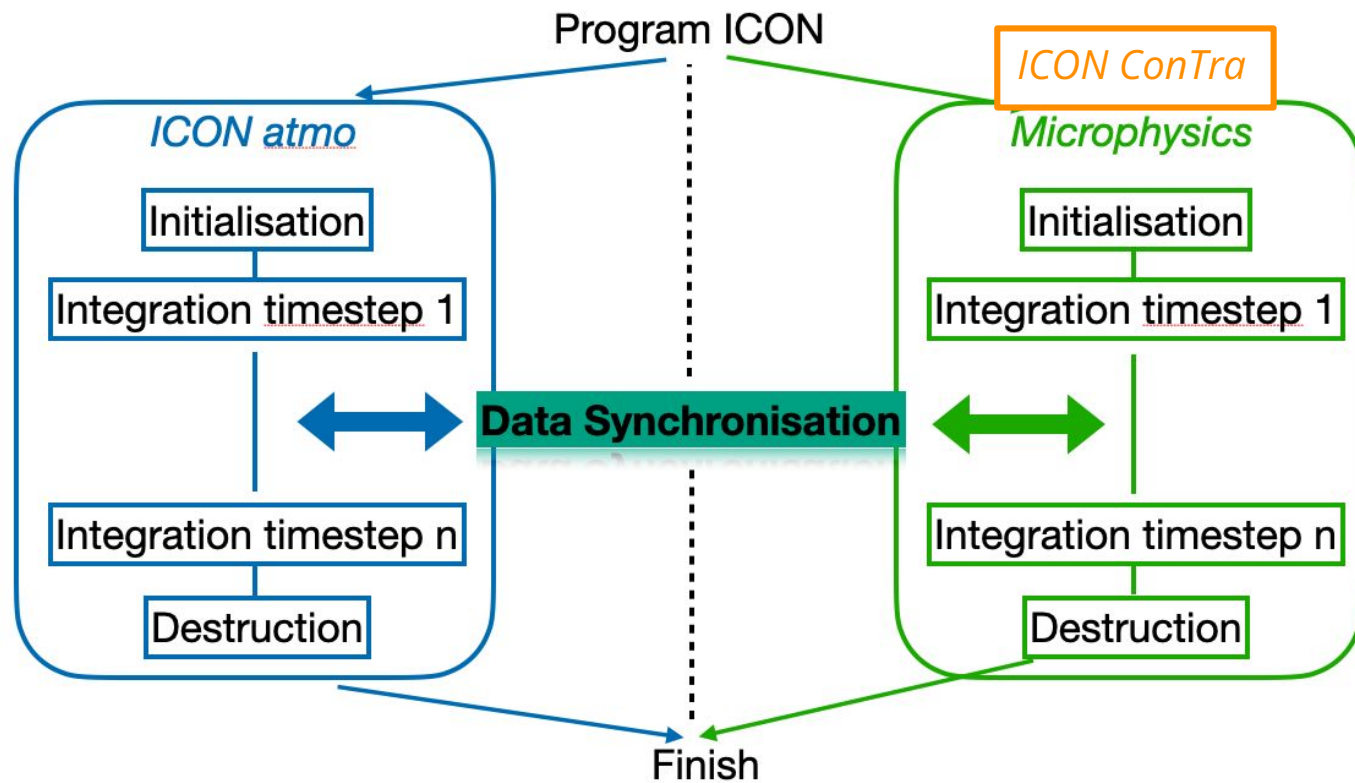 Program ICON
ICON ConTra
ICON atmo
Microphysics
Initialisation
Initialisation
Integration timestep 1
Integration timestep 1
Data Synchronisation
Integration timestep n
Integration timestep n
Destruction
Destruction
Finish